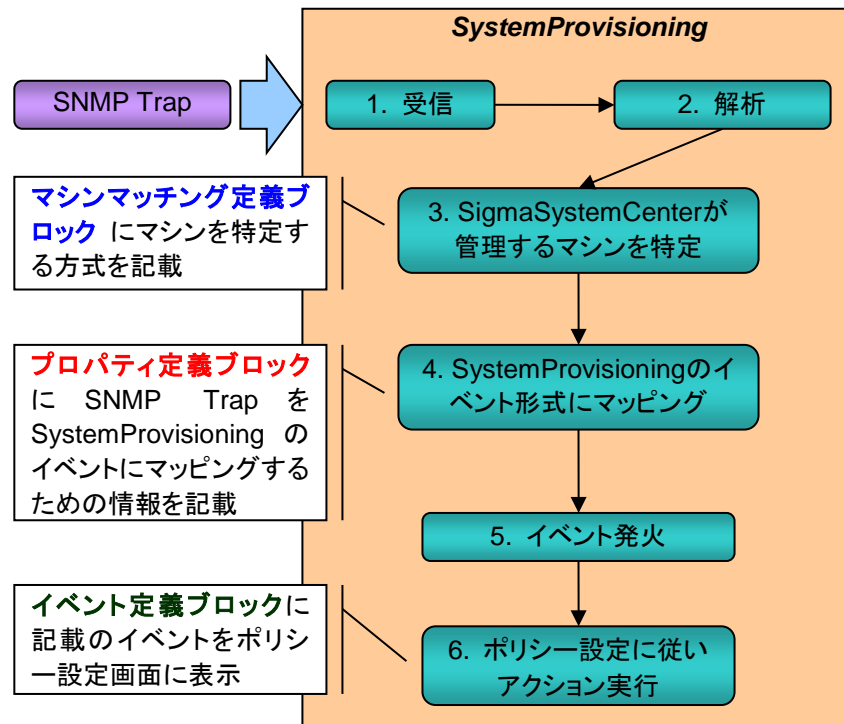 SystemProvisioning
SNMP Trap
1. 受信
2. 解析
マシンマッチング定義ブ
ロック にマシンを特定す
る方式を記載
3. SigmaSystemCenterが
管理するマシンを特定
プロパティ定義ブロック
に SNMP Trap を
SystemProvisioning の
イベントにマッピングする
ための情報を記載
4. SystemProvisioningのイ
ベント形式にマッピング
5. イベント発火
イベント定義ブロックに
記載のイベントをポリシ
ー設定画面に表示
6. ポリシー設定に従い
アクション実行